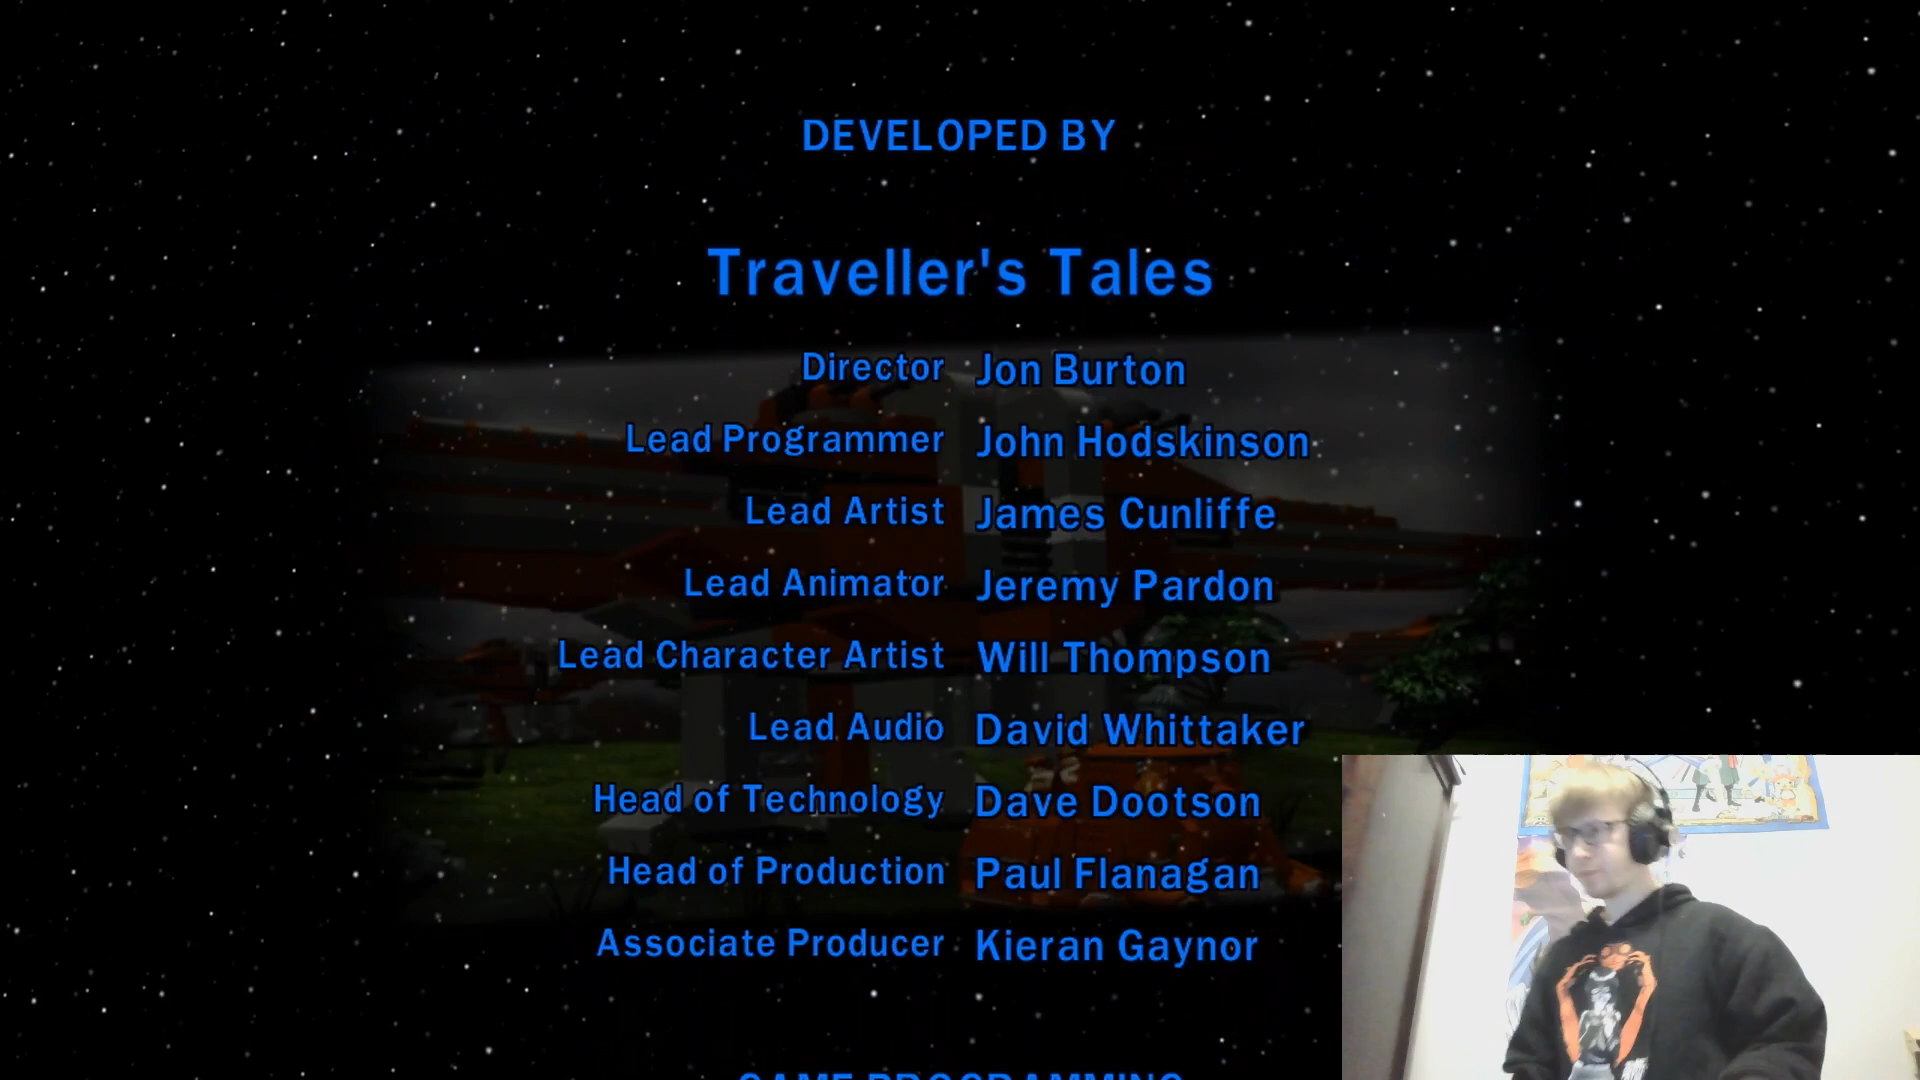 DEVELOPED BY
Traveller's Tales
Director Jon Burton
Lead Programmer John Hodskinson
Lead Artist James Cunliffe
Lead Animator Jeremy Pardon
Lead Character Artist Will Thompson
Lead Audio David Whittaker
Head of Technology Dave Dootson
Head of Production Paul Flanagan
Associate Producer Kieran Gaynor
GAME PROGRAMMING